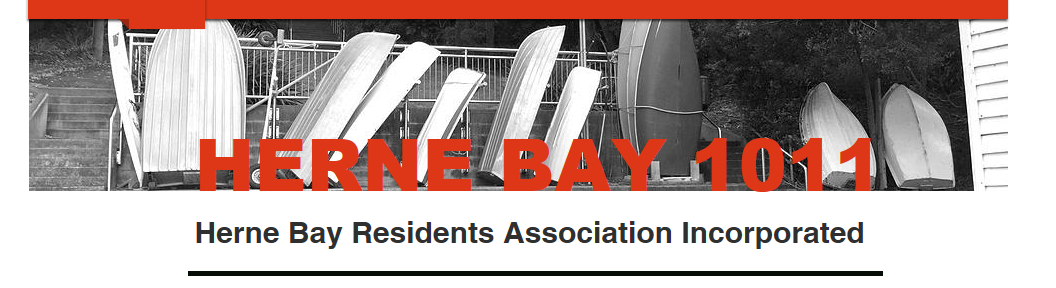 HERNE BAY 1011
Herne Bay Residents Association Incorporated